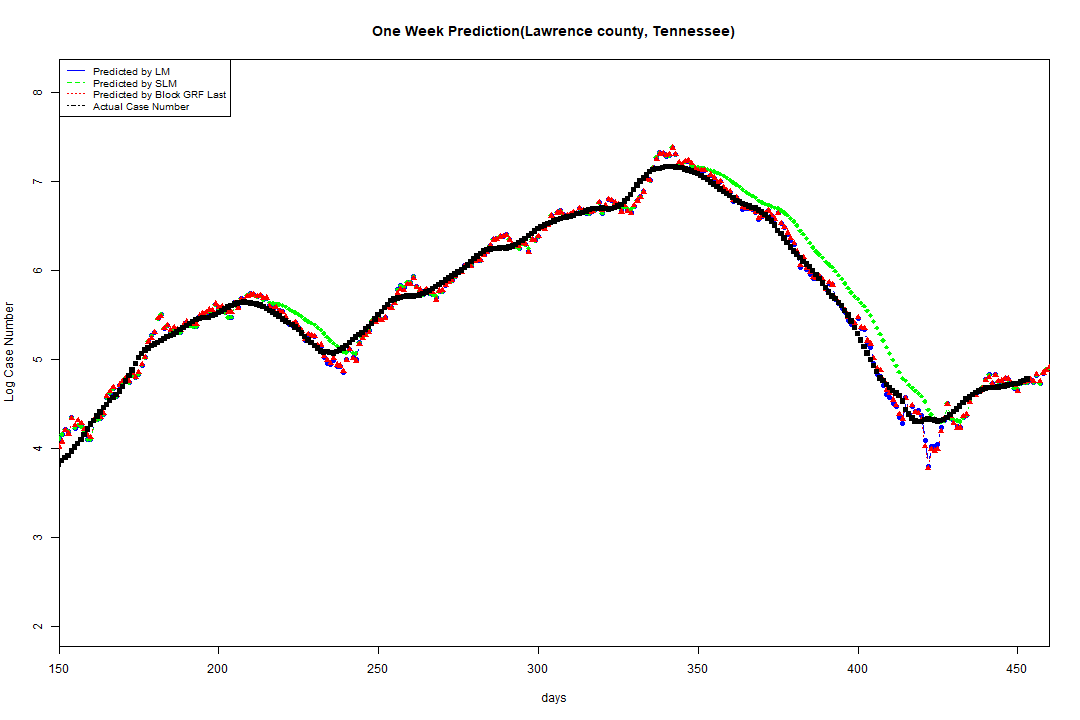 One Week Prediction(Lawrence county, Tennessee)
Predicted by LM
Predicted by SLM
Predicted by Block GRF Last
Actual Case Number
8
7
6
5
4
3
2
Log Case Number
150 200 250 300 350 400 450
days